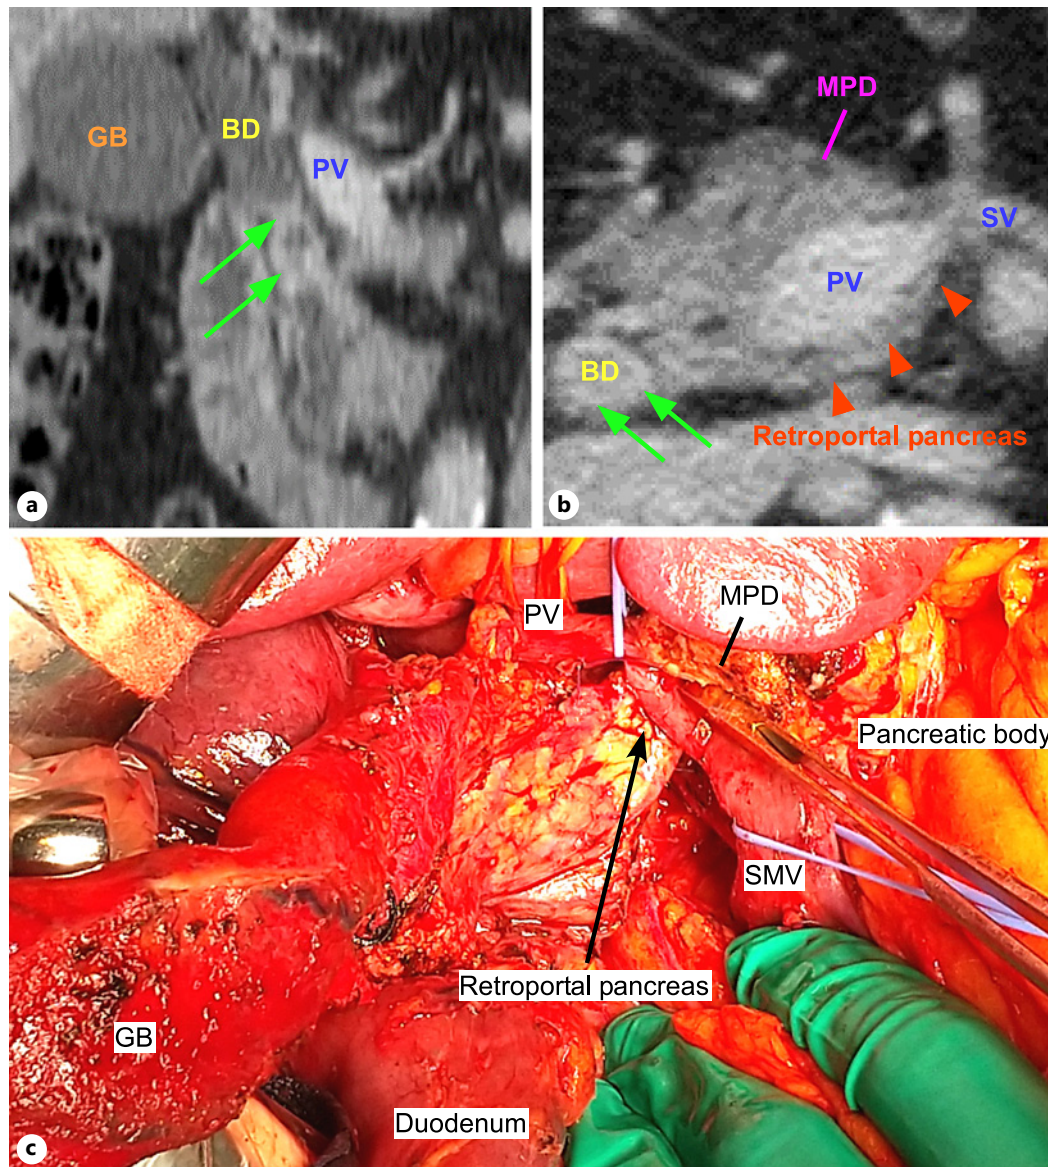 GB
BD
PV
a
MPD
SV
PV
BD
Retroportal pancreas
b
PV
MPD
Pancreatic body
SMV
Retroportal pancreas
GB
Duodenum
c